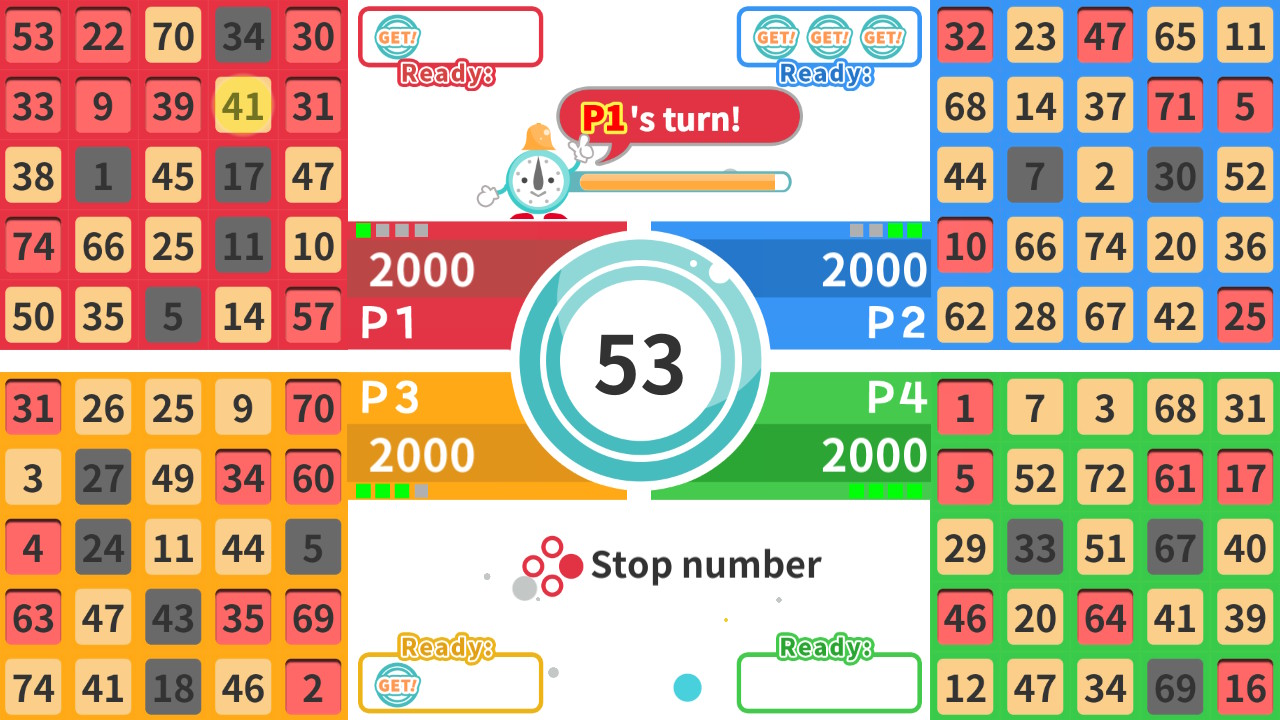 53 22 70 34 30
33 9 39 41 31
38 1 45 17 47
74 66 25 11 10
50 35 5 14 57
GET!
Ready:
GET! GET! GET!
Ready:
P1's turn!
32 23 47 65 11
68 14 37 71 5
44 7 2 30 52
10 66 74 20 36
62 28 67 42 25
2000
P1
2000
P2
53
P3
2000
P4
2000
31 26 25 9 70
3 27 49 34 60
4 24 11 44 5
63 47 43 35 69
74 41 18 46 2
Stop number
Ready:
GET!
Ready:
1 7 3 68 31
5 52 72 61 17
29 33 51 67 40
46 20 64 41 39
12 47 34 69 16